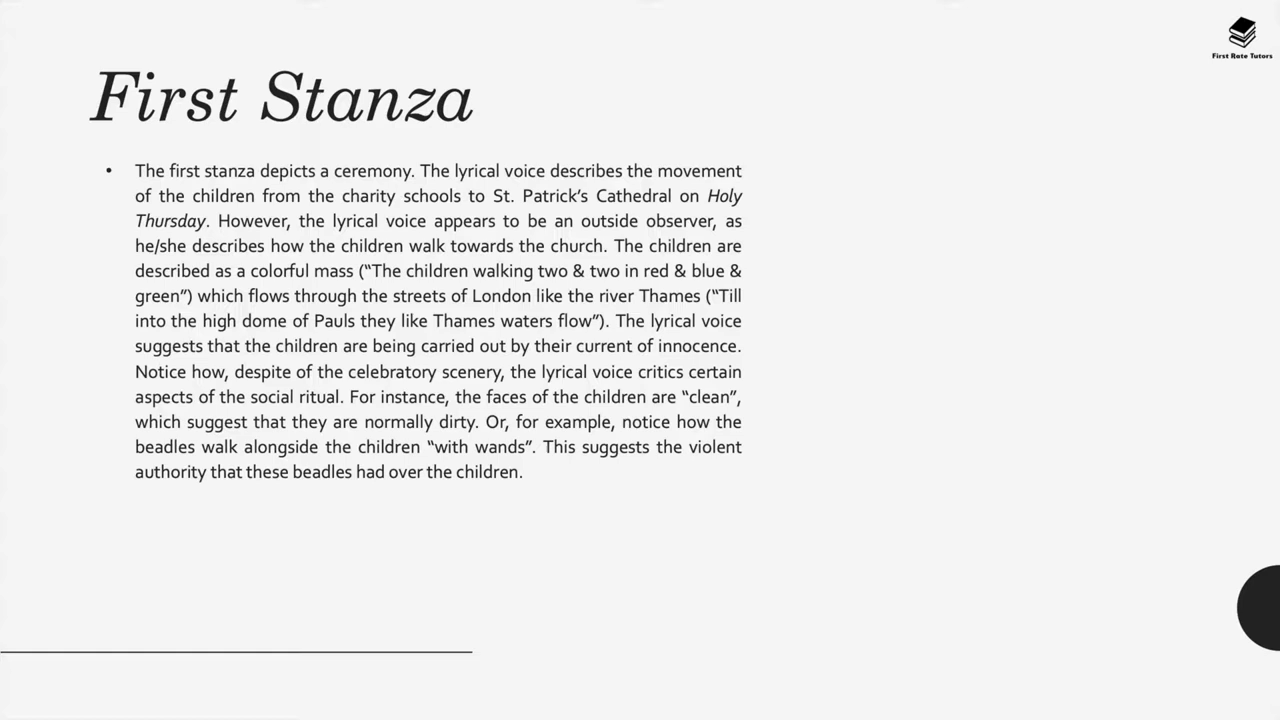 First Rate Tutors
First Stanza
• The first stanza depicts a ceremony. The lyrical voice describes the movement
of the children from the charity schools to St. Patrick’s Cathedral on Holy
Thursday. However, the lyrical voice appears to be an outside observer, as
he/she describes how the children walk towards the church. The children are
described as a colorful mass (“The children walking two & two in red & blue &
green”) which flows through the streets of London like the river Thames (“Till
into the high dome of Pauls they like Thames waters flow”). The lyrical voice
suggests that the children are being carried out by their current of innocence.
Notice how, despite of the celebratory scenery, the lyrical voice critics certain
aspects of the social ritual. For instance, the faces of the children are “clean”,
which suggest that they are normally dirty. Or, for example, notice how the
beadles walk alongside the children “with wands”. This suggests the violent
authority that these beadles had over the children.